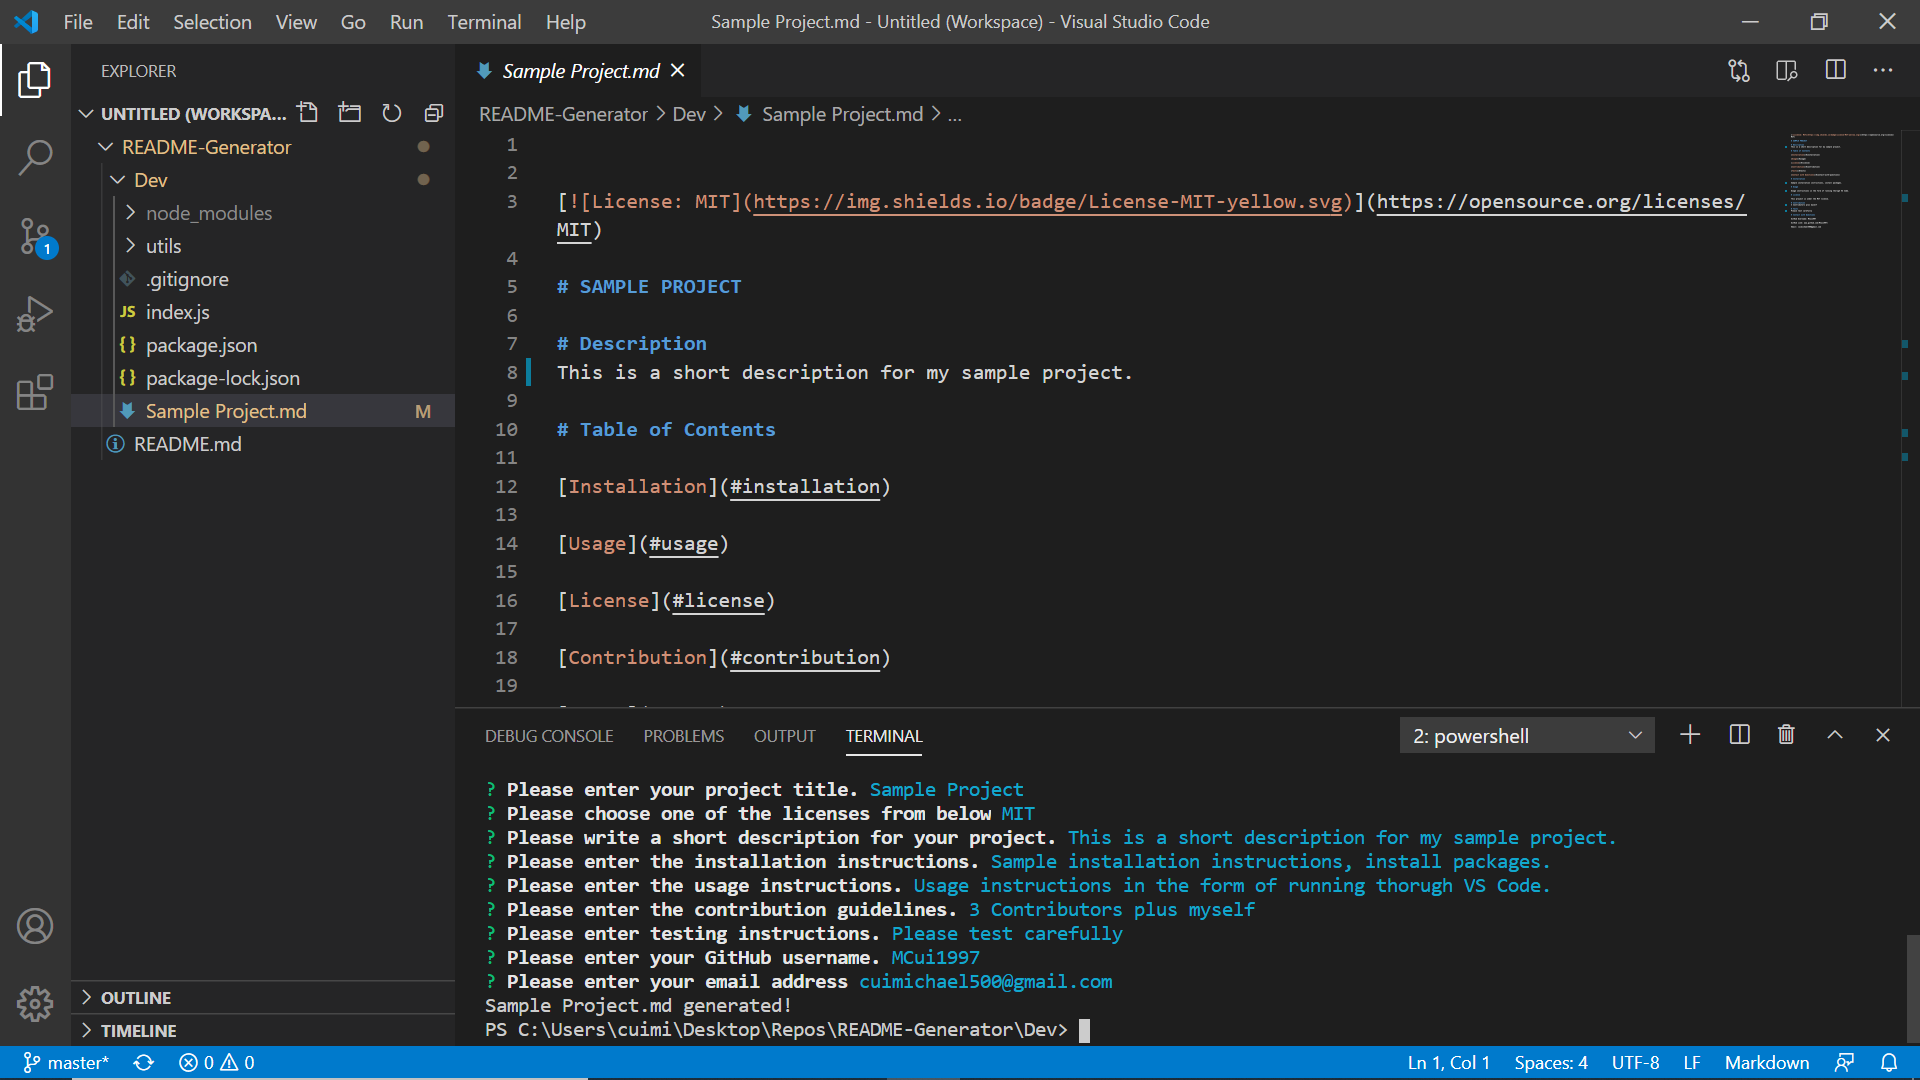 File Edit Selection View Go Run Terminal Help
Sample Project.md - Untitled (Workspace) - Visual Studio Code
EXPLORER
UNTITLED (WORKSPA...
README-Generator
Dev
node_modules
utils
.gitignore
JS index.js
{} package.json
{} package-lock.json
Sample Project.md M
README.md
OUTLINE
TIMELINE
1
Sample Project.md
README-Generator > Dev > Sample Project.md > ...
1
2
3 [![License: MIT](https://img.shields.io/badge/License-MIT-yellow.svg)](https://opensource.org/licenses/
MIT)
4
5 # SAMPLE PROJECT
6
7 # Description
8 This is a short description for my sample project.
9
10 # Table of Contents
11
12 [Installation](#installation)
13
14 [Usage](#usage)
15
16 [License](#license)
17
18 [Contribution](#contribution)
19
DEBUG CONSOLE PROBLEMS OUTPUT TERMINAL
2: powershell
? Please enter your project title. Sample Project
? Please choose one of the licenses from below MIT
? Please write a short description for your project. This is a short description for my sample project.
? Please enter the installation instructions. Sample installation instructions, install packages.
? Please enter the usage instructions. Usage instructions in the form of running thorugh VS Code.
? Please enter the contribution guidelines. 3 Contributors plus myself
? Please enter testing instructions. Please test carefully
? Please enter your GitHub username. MCui1997
? Please enter your email address cuimichael500@gmail.com
Sample Project.md generated!
PS C:\Users\cuimi\Desktop\Repos\README-Generator\Dev>
master* 0 0
Ln 1, Col 1 Spaces: 4 UTF-8 LF Markdown